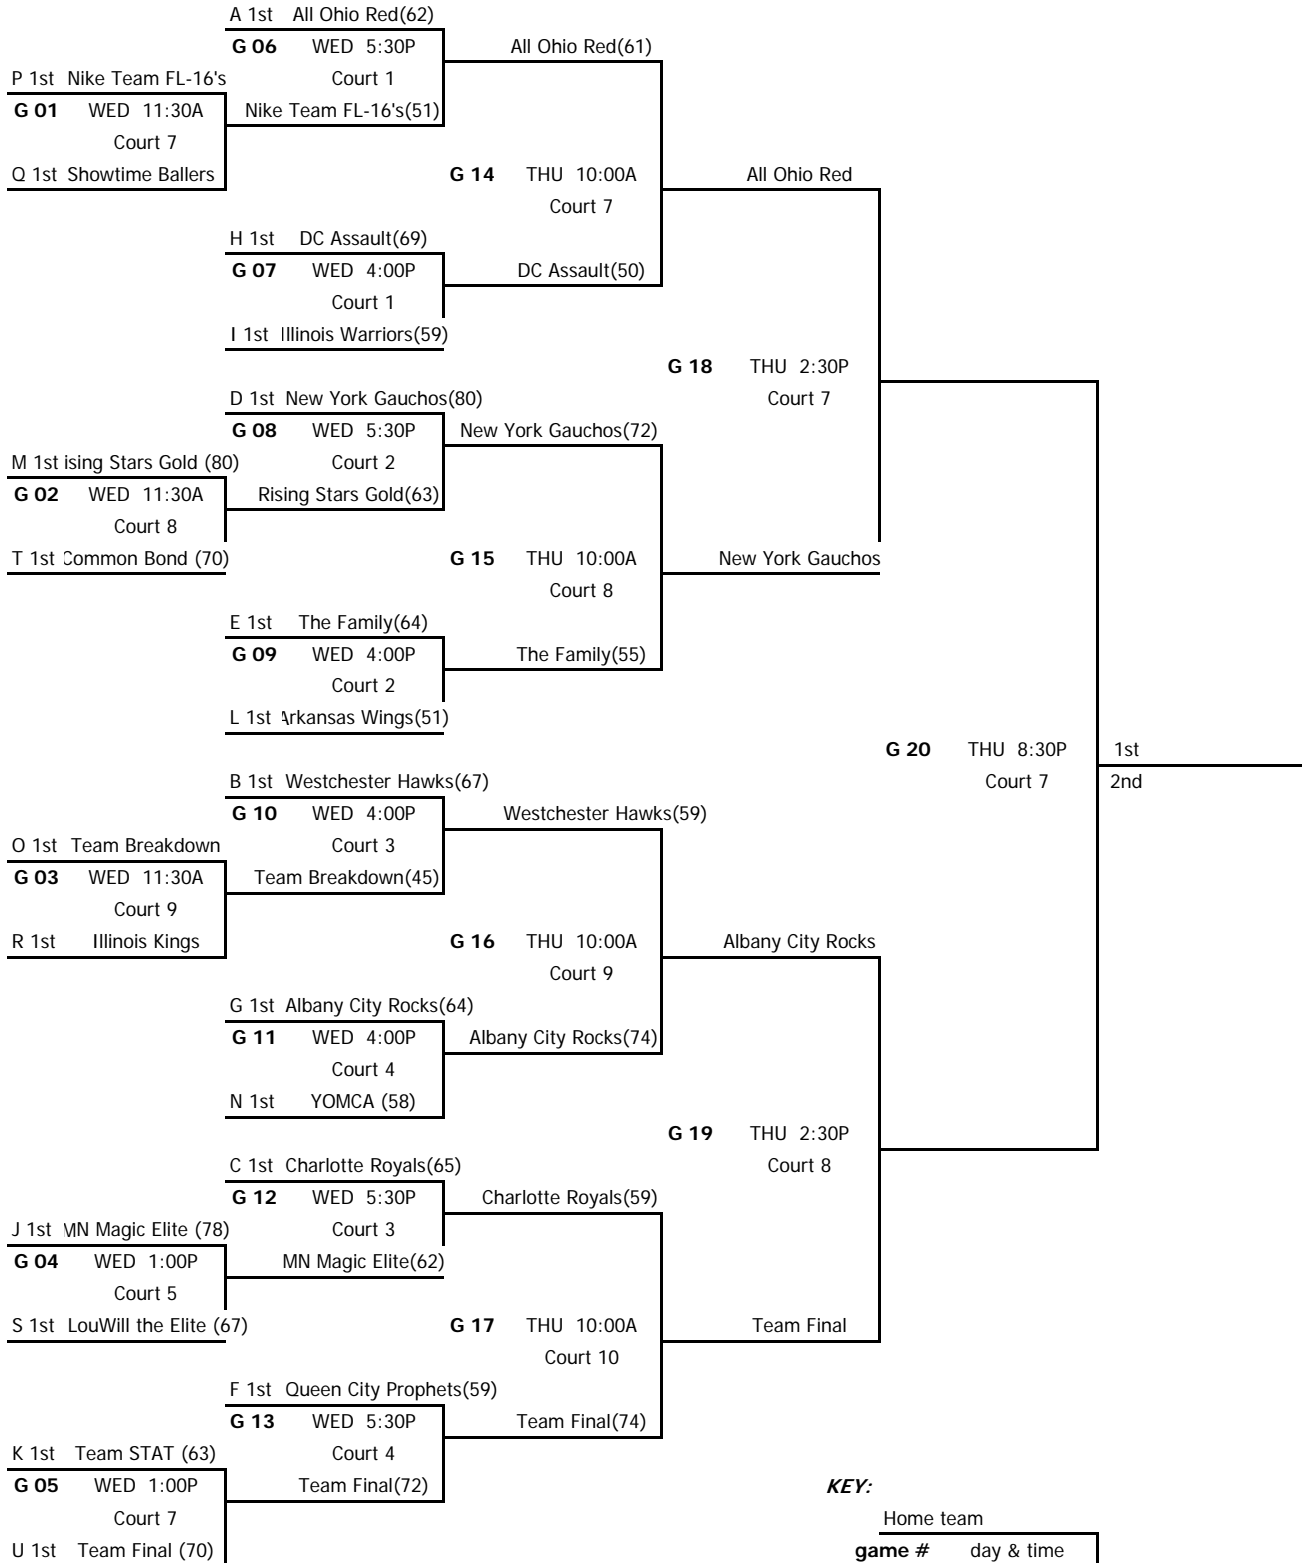 A 1st All Ohio Red(62)
G 06 WED 5:30P All Ohio Red(61)
P 1st Nike Team FL-16's Court 1
G 01 WED 11:30A Nike Team FL-16's(51)
Court 7
Q 1st Showtime Ballers G 14 THU 10:00A All Ohio Red
Court 7
H 1st DC Assault(69)
G 07 WED 4:00P DC Assault(50)
Court 1
I 1st Illinois Warriors(59)
G 18 THU 2:30P
D 1st New York Gauchos(80) Court 7
G 08 WED 5:30P New York Gauchos(72)
M 1st ising Stars Gold (80) Court 2
G 02 WED 11:30A Rising Stars Gold(63)
Court 8
T 1st Common Bond (70) G 15 THU 10:00A New York Gauchos
Court 8
E 1st The Family(64)
G 09 WED 4:00P The Family(55)
Court 2
L 1st Arkansas Wings(51)
G 20 THU 8:30P 1st
B 1st Westchester Hawks(67) Court 7 2nd
G 10 WED 4:00P Westchester Hawks(59)
O 1st Team Breakdown Court 3
G 03 WED 11:30A Team Breakdown(45)
Court 9
R 1st Illinois Kings G 16 THU 10:00A Albany City Rocks
Court 9
G 1st Albany City Rocks(64)
G 11 WED 4:00P Albany City Rocks(74)
Court 4
N 1st YOMCA (58)
G 19 THU 2:30P
C 1st Charlotte Royals(65) Court 8
G 12 WED 5:30P Charlotte Royals(59)
J 1st MN Magic Elite (78) Court 3
G 04 WED 1:00P MN Magic Elite(62)
Court 5
S 1st LouWill the Elite (67) G 17 THU 10:00A Team Final
Court 10
F 1st Queen City Prophets(59)
G 13 WED 5:30P Team Final(74)
K 1st Team STAT (63) Court 4
G 05 WED 1:00P Team Final(72) KEY:
Court 7 Home team
U 1st Team Final (70) game # day & time